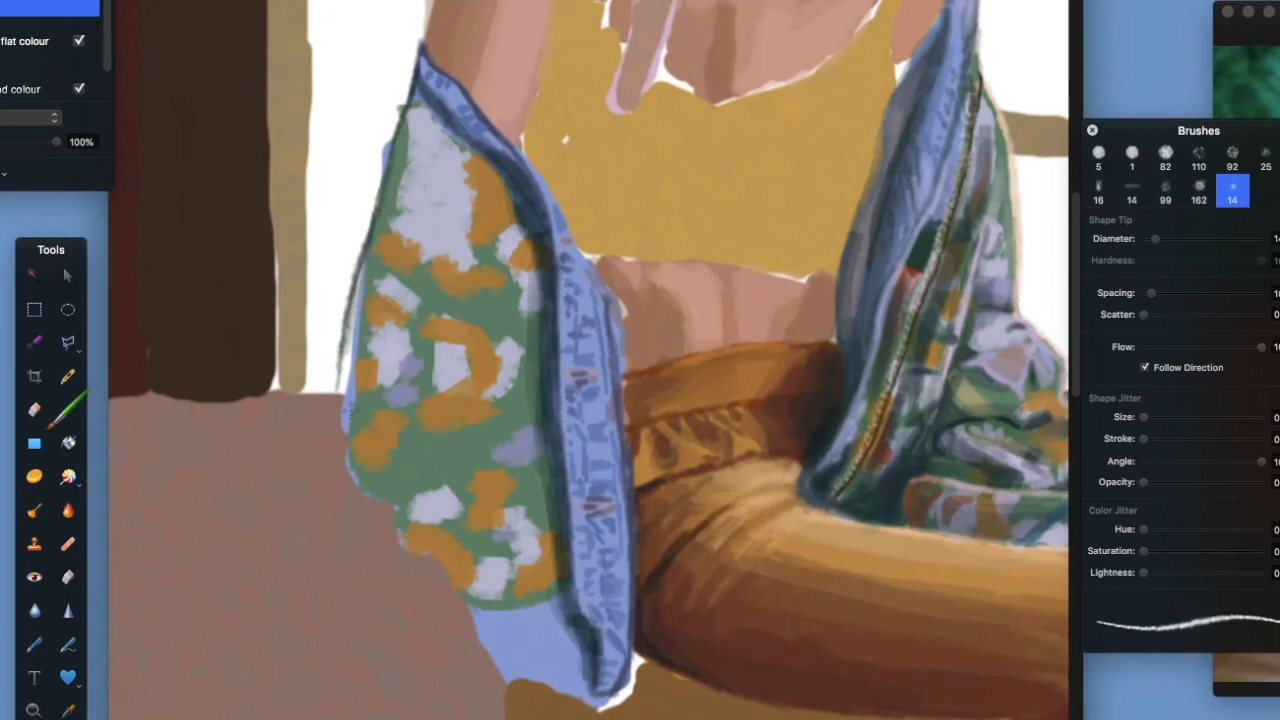 flat colour
d colour
100%
Tools
Brushes
5 1 82 110 92 25
16 14 99 162 14
Shape Tip
Diameter:
Hardness:
Spacing:
Scatter:
Flow:
Follow Direction
Shape Jitter
Size:
Stroke:
Angle:
Opacity:
Color Jitter
Hue:
Saturation:
Lightness: